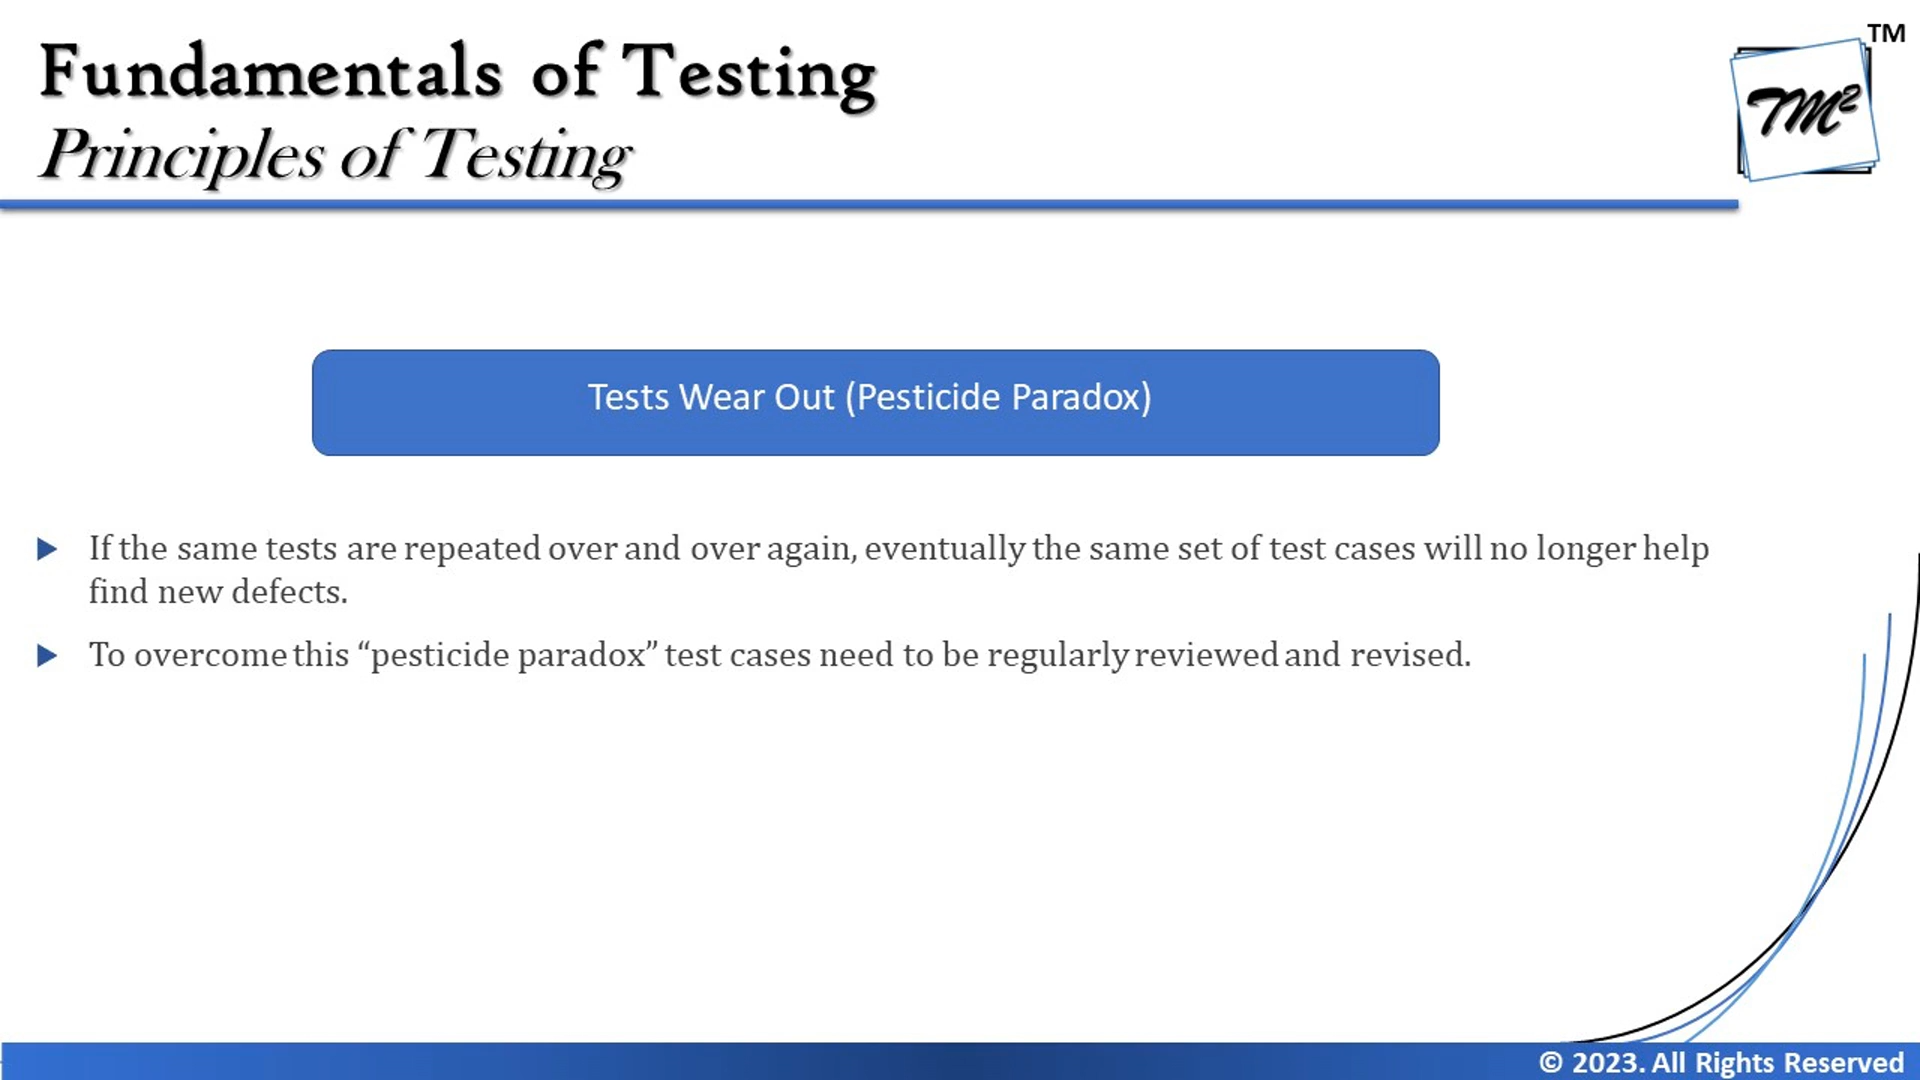 Fundamentals of Testing
TM
TM²
Principles of Testing
Tests Wear Out (Pesticide Paradox)
If the same tests are repeated over and over again, eventually the same set of test cases will no longer help
find new defects.
To overcome this “pesticide paradox” test cases need to be regularly reviewed and revised.
© 2023. All Rights Reserved